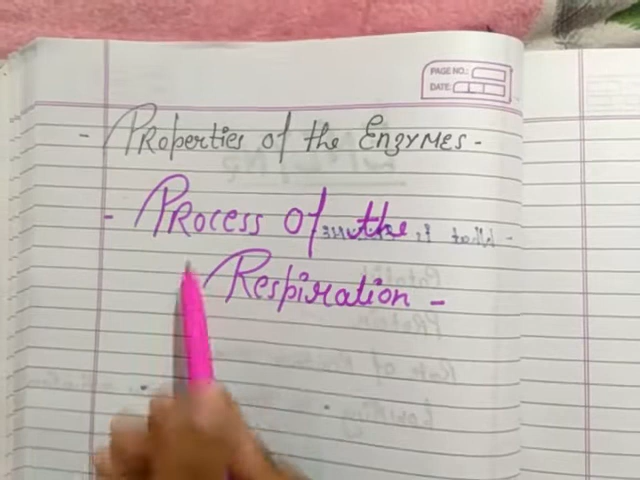 PAGE NO.:
DATE:
- Properties of the Enzymes -
- Process of the
Respiration -